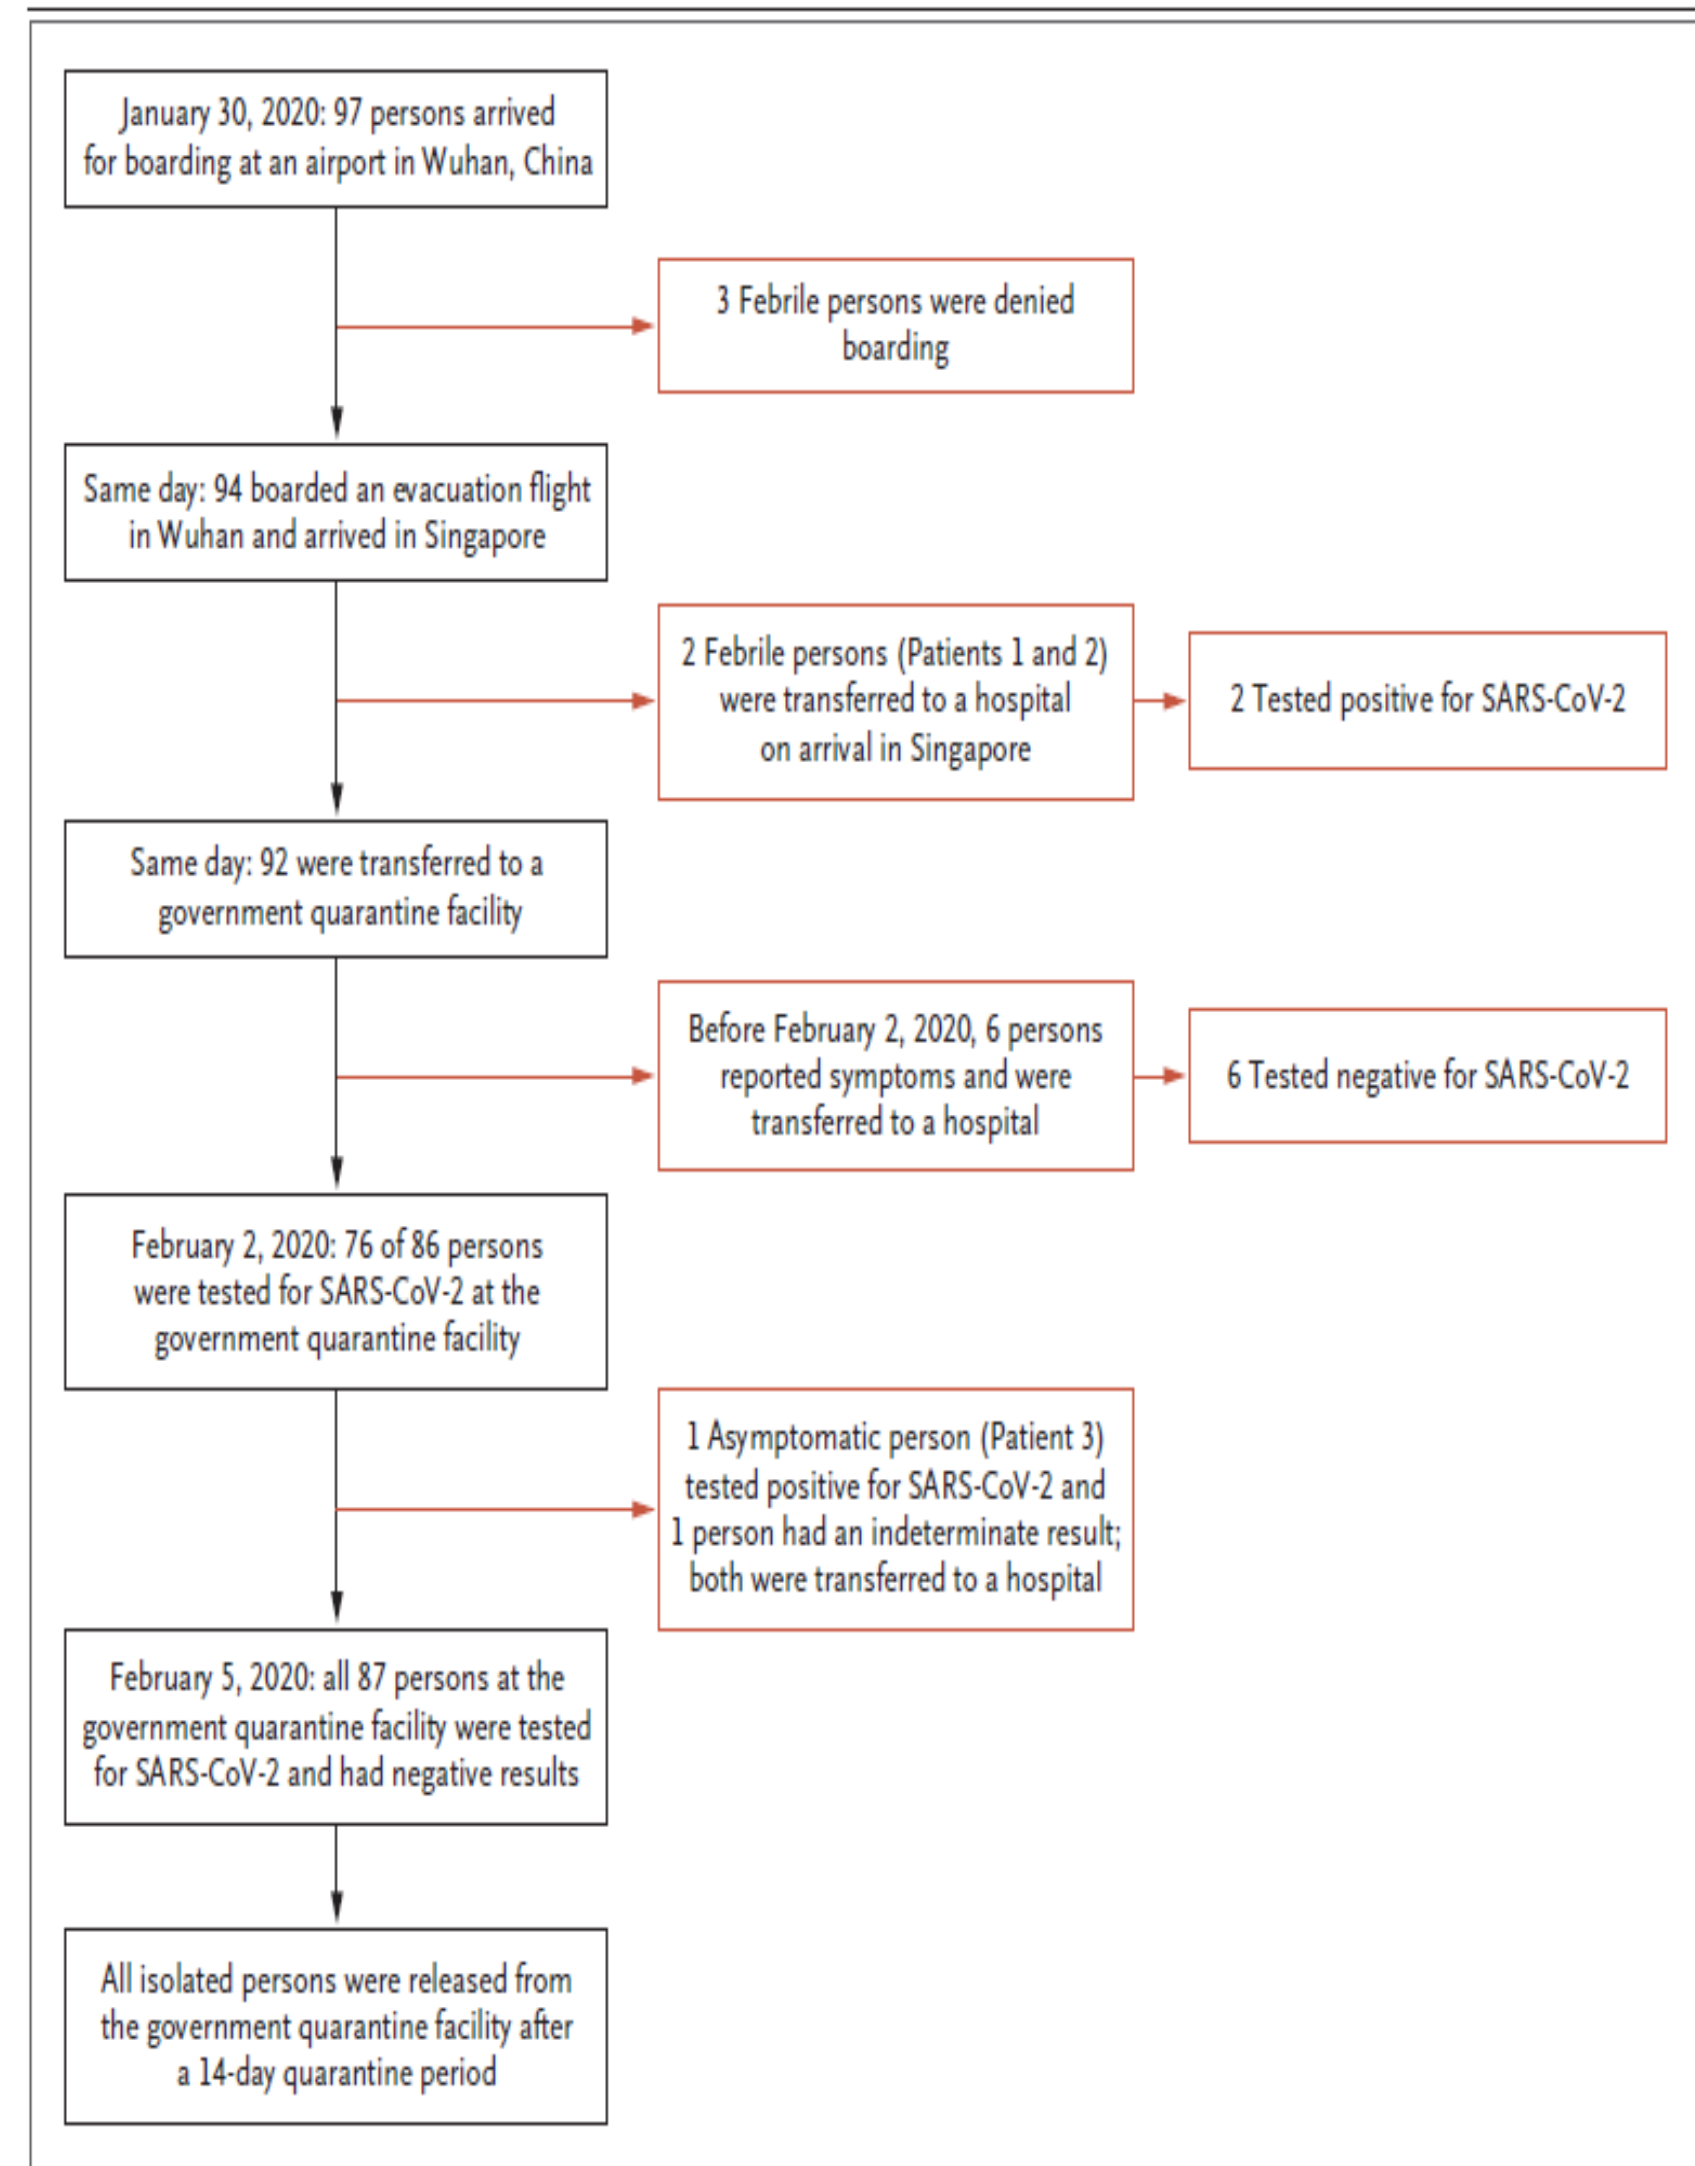 January 30, 2020: 97 persons arrived
for boarding at an airport in Wuhan, China
3 Febrile persons were denied
boarding
Same day: 94 boarded an evacuation flight
in Wuhan and arrived in Singapore
2 Febrile persons (Patients 1 and 2)
were transferred to a hospital
on arrival in Singapore
2 Tested positive for SARS-CoV-2
Same day: 92 were transferred to a
government quarantine facility
Before February 2, 2020, 6 persons
reported symptoms and were
transferred to a hospital
6 Tested negative for SARS-CoV-2
February 2, 2020: 76 of 86 persons
were tested for SARS-CoV-2 at the
government quarantine facility
1 Asymptomatic person (Patient 3)
tested positive for SARS-CoV-2 and
1 person had an indeterminate result;
both were transferred to a hospital
February 5, 2020: all 87 persons at the
government quarantine facility were tested
for SARS-CoV-2 and had negative results
All isolated persons were released from
the government quarantine facility after
a 14-day quarantine period